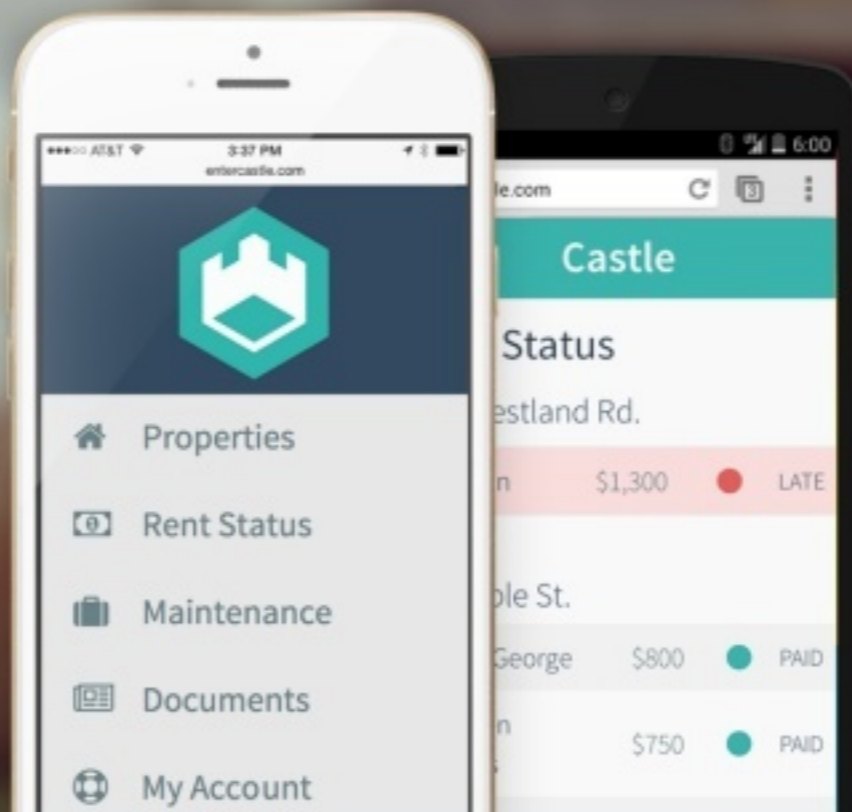 AT&T
3:37 PM
entercastle.com
Properties
Rent Status
Maintenance
Documents
My Account
6:00
le.com
3
Castle
Status
estland Rd.
n $1,300 LATE
ple St.
George $800 PAID
n
$750 PAID